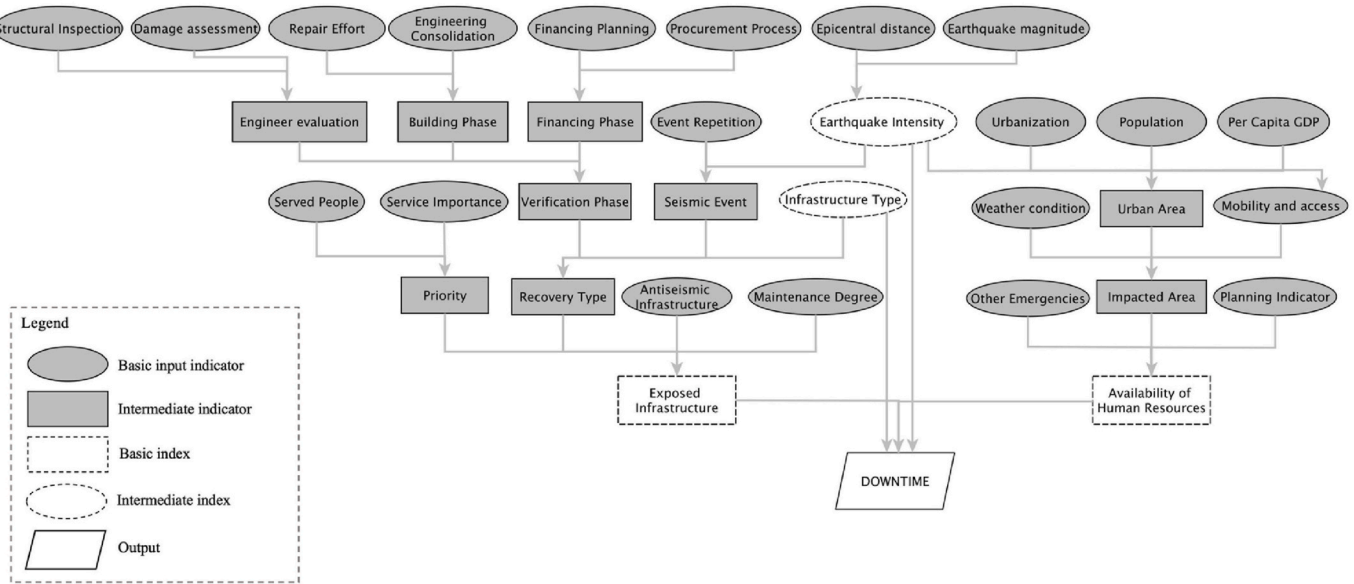 Structural Inspection
Damage assessment
Repair Effort
Engineering
Consolidation
Financing Planning
Procurement Process
Epicentral distance
Earthquake magnitude
Engineer evaluation
Building Phase
Financing Phase
Event Repetition
Earthquake Intensity
Urbanization
Population
Per Capita GDP
Served People
Service Importance
Verification Phase
Seismic Event
Infrastructure Type
Weather condition
Urban Area
Mobility and access
Priority
Recovery Type
Antiseismic
Infrastructure
Maintenance Degree
Other Emergencies
Impacted Area
Planning Indicator
Exposed
Infrastructure
Availability of
Human Resources
DOWNTIME
Legend
Basic input indicator
Intermediate indicator
Basic index
Intermediate index
Output